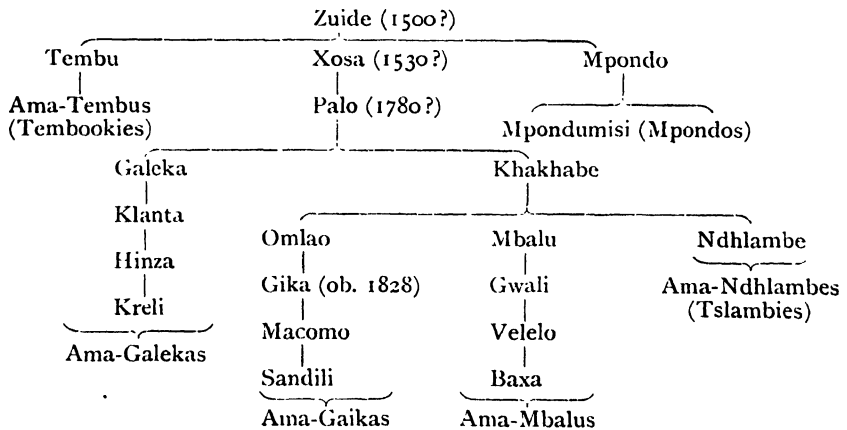 Zuide (1500?)
Tembu Xosa (1530?) Mpondo
Ama-Tembus Palo (1780?)
(Tembookies) Mpondumisi (Mpondos)
Galeka Khakhabe
Klanta
Omlao Mbalu Ndhlambe
Hinza
Gika (ob. 1828) Gwali Ama-Ndhlambes
Kreli (Tslambies)
Macomo Velelo
Ama-Galekas
Sandili Baxa
Ama-Gaikas Ama-Mbalus